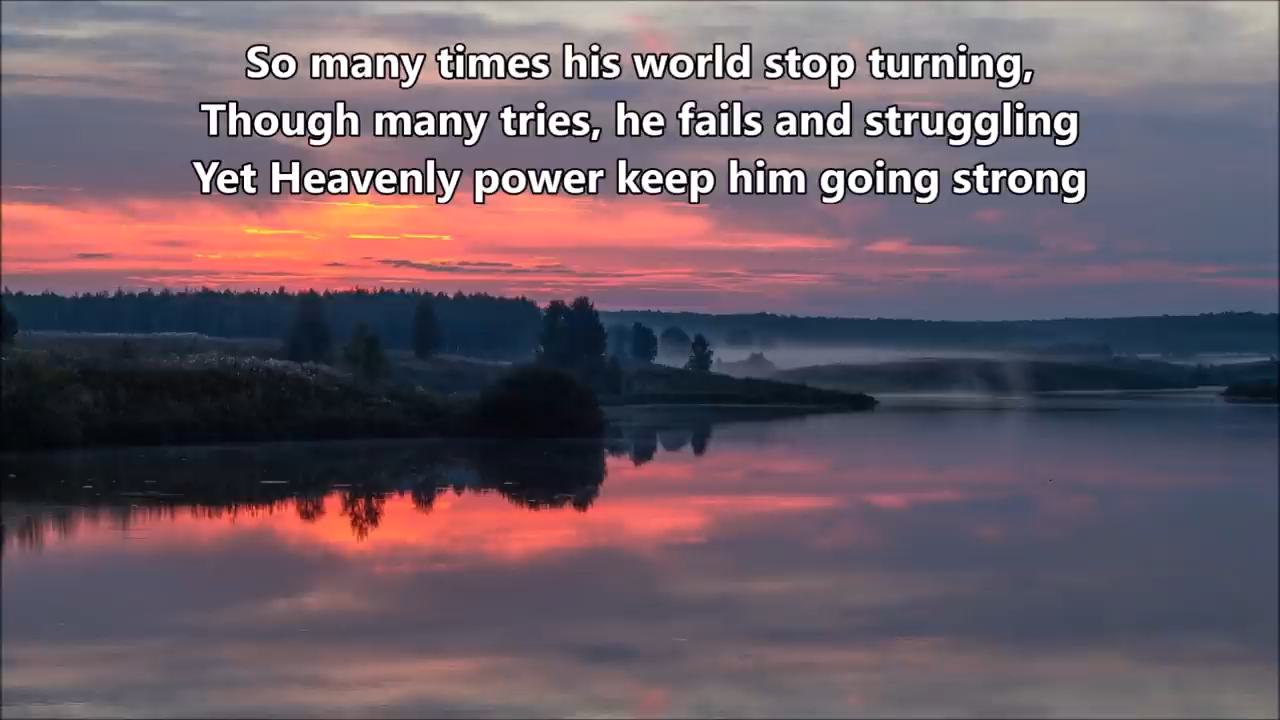 So many times his world stop turning,
Though many tries, he fails and struggling
Yet Heavenly power keep him going strong